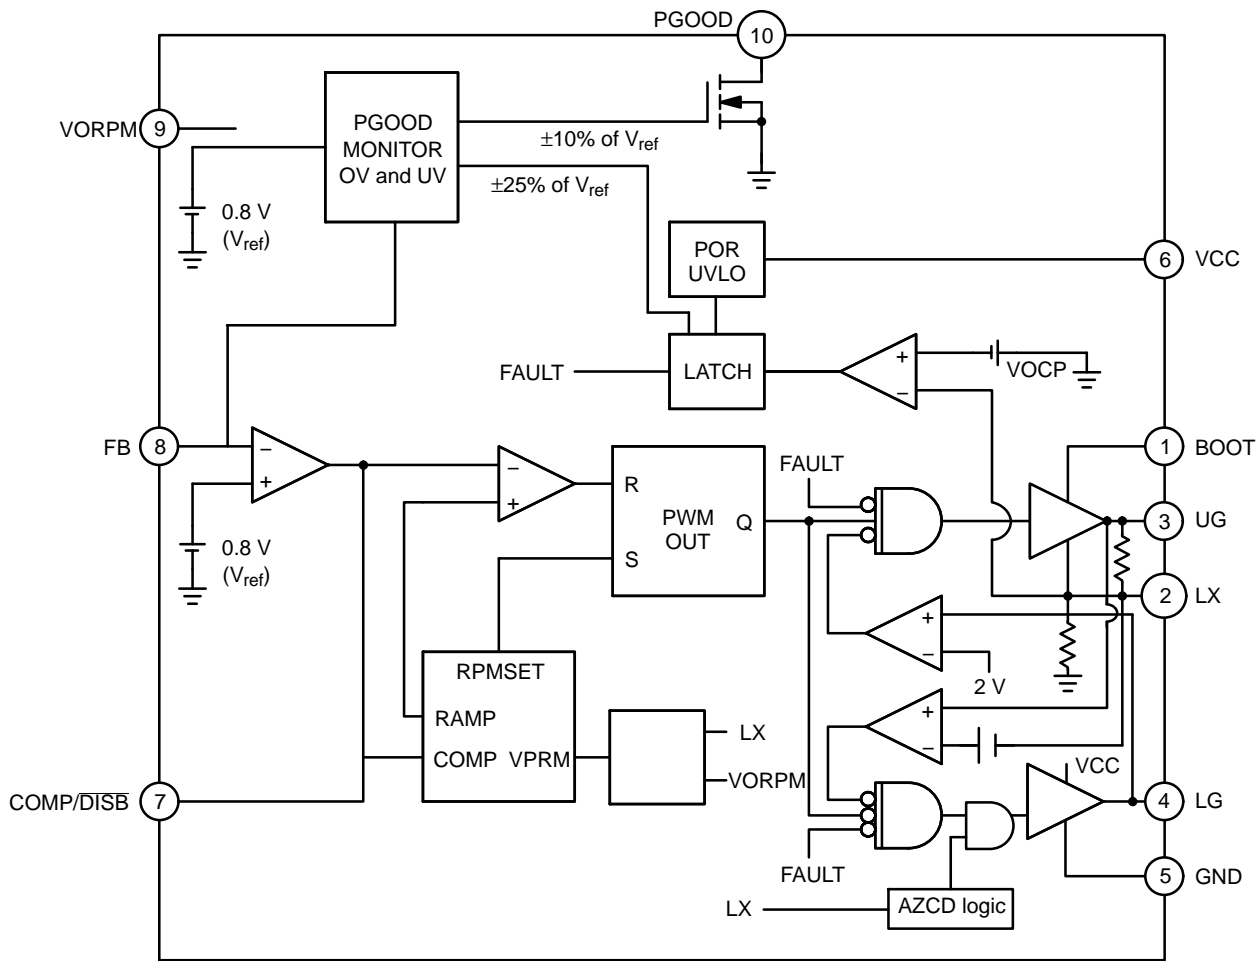 PGOOD
10
VORPM
9
PGOOD
MONITOR
OV and UV
±10% of Vref
±25% of Vref
0.8 V
(Vref)
POR
UVLO
6
VCC
FAULT
LATCH
+
−
VOCP
FB
8
−
+
−
+
R
S
PWM
OUT
Q
FAULT
1
BOOT
3
UG
2
LX
0.8 V
(Vref)
+
−
2 V
RPMSET
RAMP
COMP
VPRM
LX
VORPM
+
−
COMP/DISB
7
VCC
4
LG
FAULT
5
GND
LX
AZCD logic